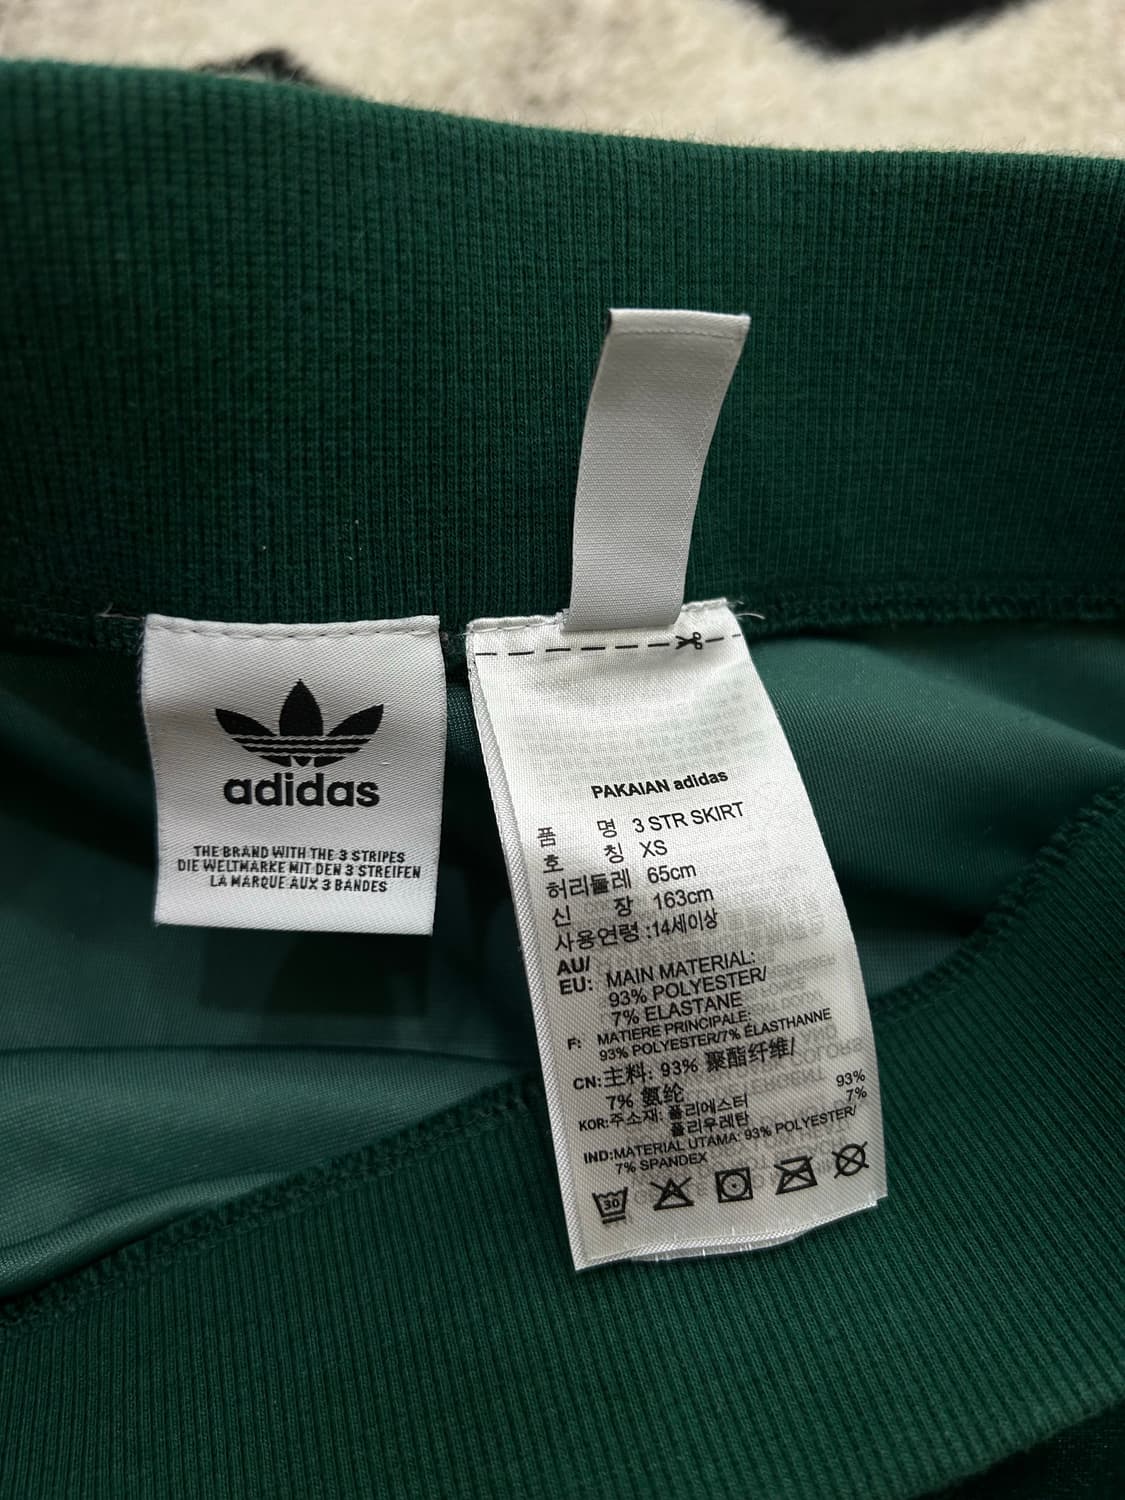 adidas
THE BRAND WITH THE 3 STRIPES
DIE WELTMARKE MIT DEN 3 STREIFEN
LA MARQUE AUX 3 BANDES
PAKAIAN adidas
품 명 3 STR SKIRT
호 칭 XS
허리둘레 65cm
신 장 163cm
사용연령 :14세이상
AU/
EU: MAIN MATERIAL:
93% POLYESTER/
7% ELASTANE
F: MATIERE PRINCIPALE:
93% POLYESTER/7% ÉLASTHANNE
CN:主料: 93% 聚酯纤维/
7% 氨纶
KOR:주소재: 폴리에스터 93%
폴리우레탄 7%
IND:MATERIAL UTAMA: 93% POLYESTER/
7% SPANDEX
30